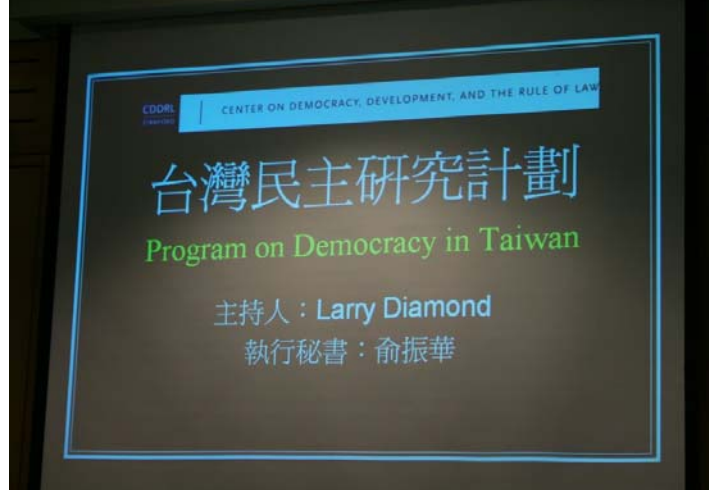 CDDRL
STANFORD
CENTER ON DEMOCRACY, DEVELOPMENT, AND THE RULE OF LAW
台灣民主研究計劃
Program on Democracy in Taiwan
主持人：Larry Diamond
執行秘書：俞振華